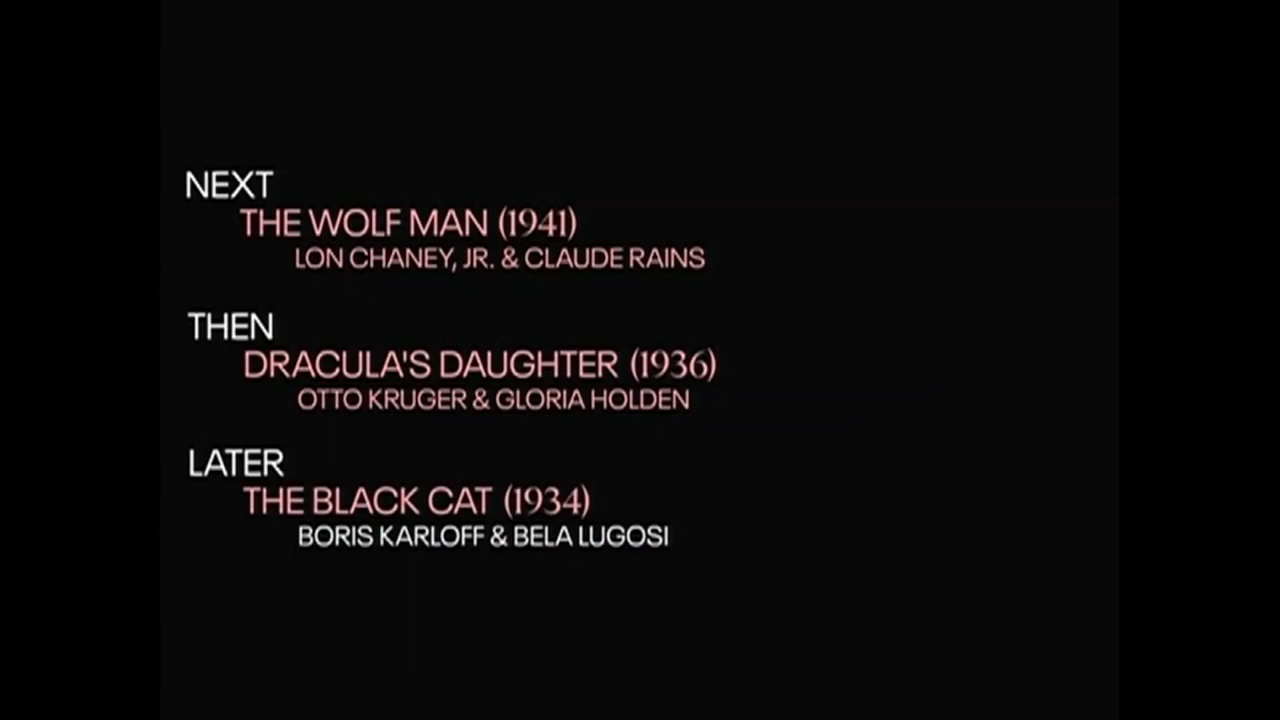 NEXT
THE WOLF MAN (1941)
LON CHANEY, JR. & CLAUDE RAINS
THEN
DRACULA'S DAUGHTER (1936)
OTTO KRUGER & GLORIA HOLDEN
LATER
THE BLACK CAT (1934)
BORIS KARLOFF & BELA LUGOSI